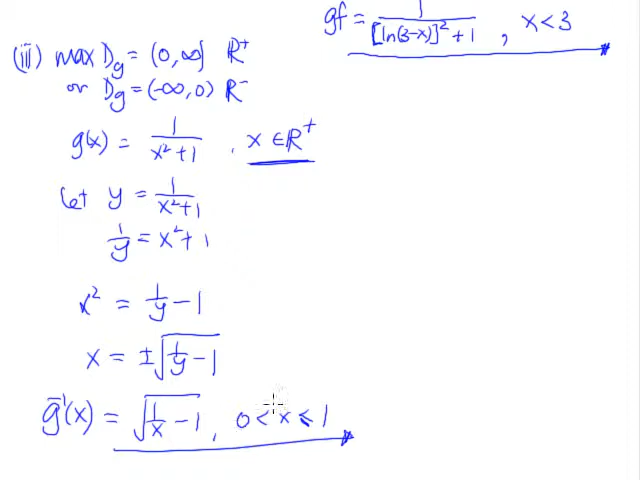 gf = 1/([ln(3-x)]² + 1) , x < 3
(iii) max D_g = (0, ∞] R⁺
or D_g = (-∞, 0) R⁻
g(x) = 1/(x²+1) , x ∈ R⁺
let y = 1/(x²+1)
1/y = x² + 1
x² = 1/y - 1
x = ±√(1/y - 1)
g⁻¹(x) = √(1/x - 1) , 0 < x ≤ 1